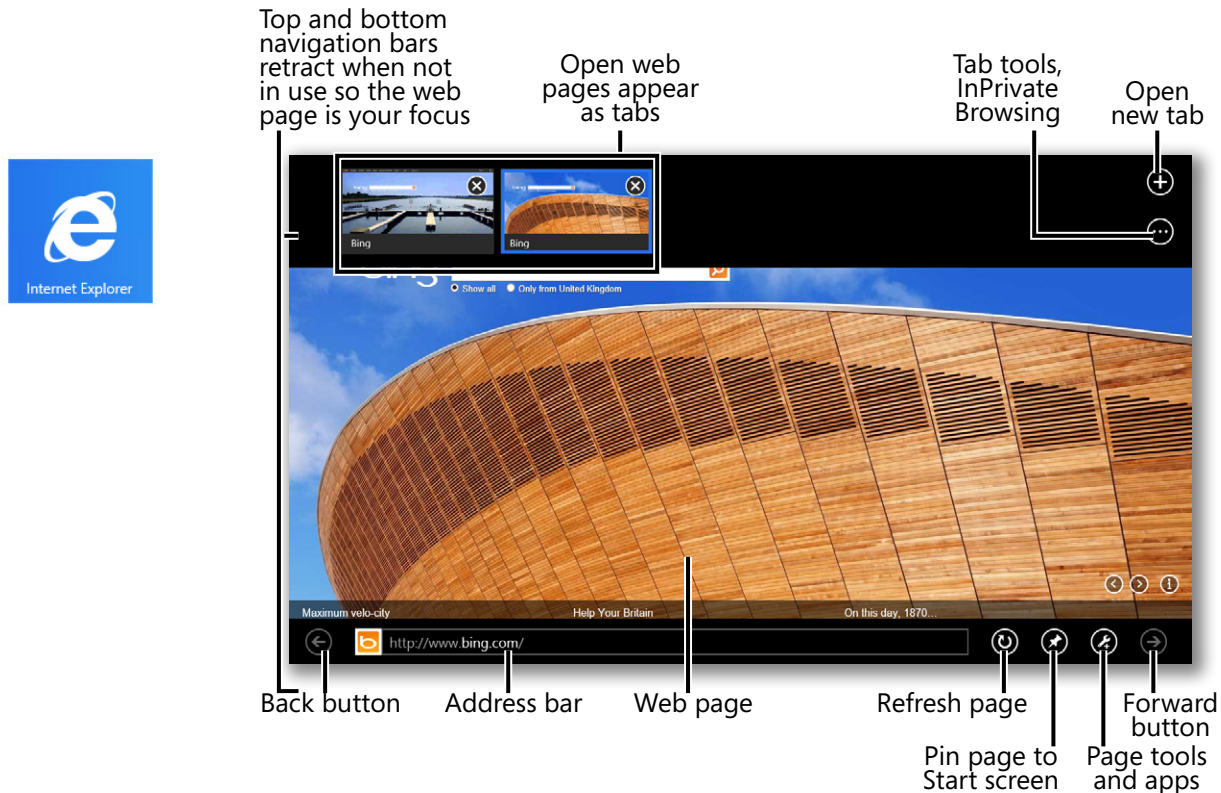 Top and bottom
navigation bars
retract when not
in use so the web
page is your focus
Open web
pages appear
as tabs
Tab tools,
InPrivate
Browsing
Open
new tab
Internet Explorer
bing
bing
Bing
Bing
bing
Show all
Only from United Kingdom
Maximum velo-city
Help Your Britain
On this day, 1870...
http://www.bing.com/
Back button
Address bar
Web page
Refresh page
Forward
button
Pin page to
Start screen
Page tools
and apps